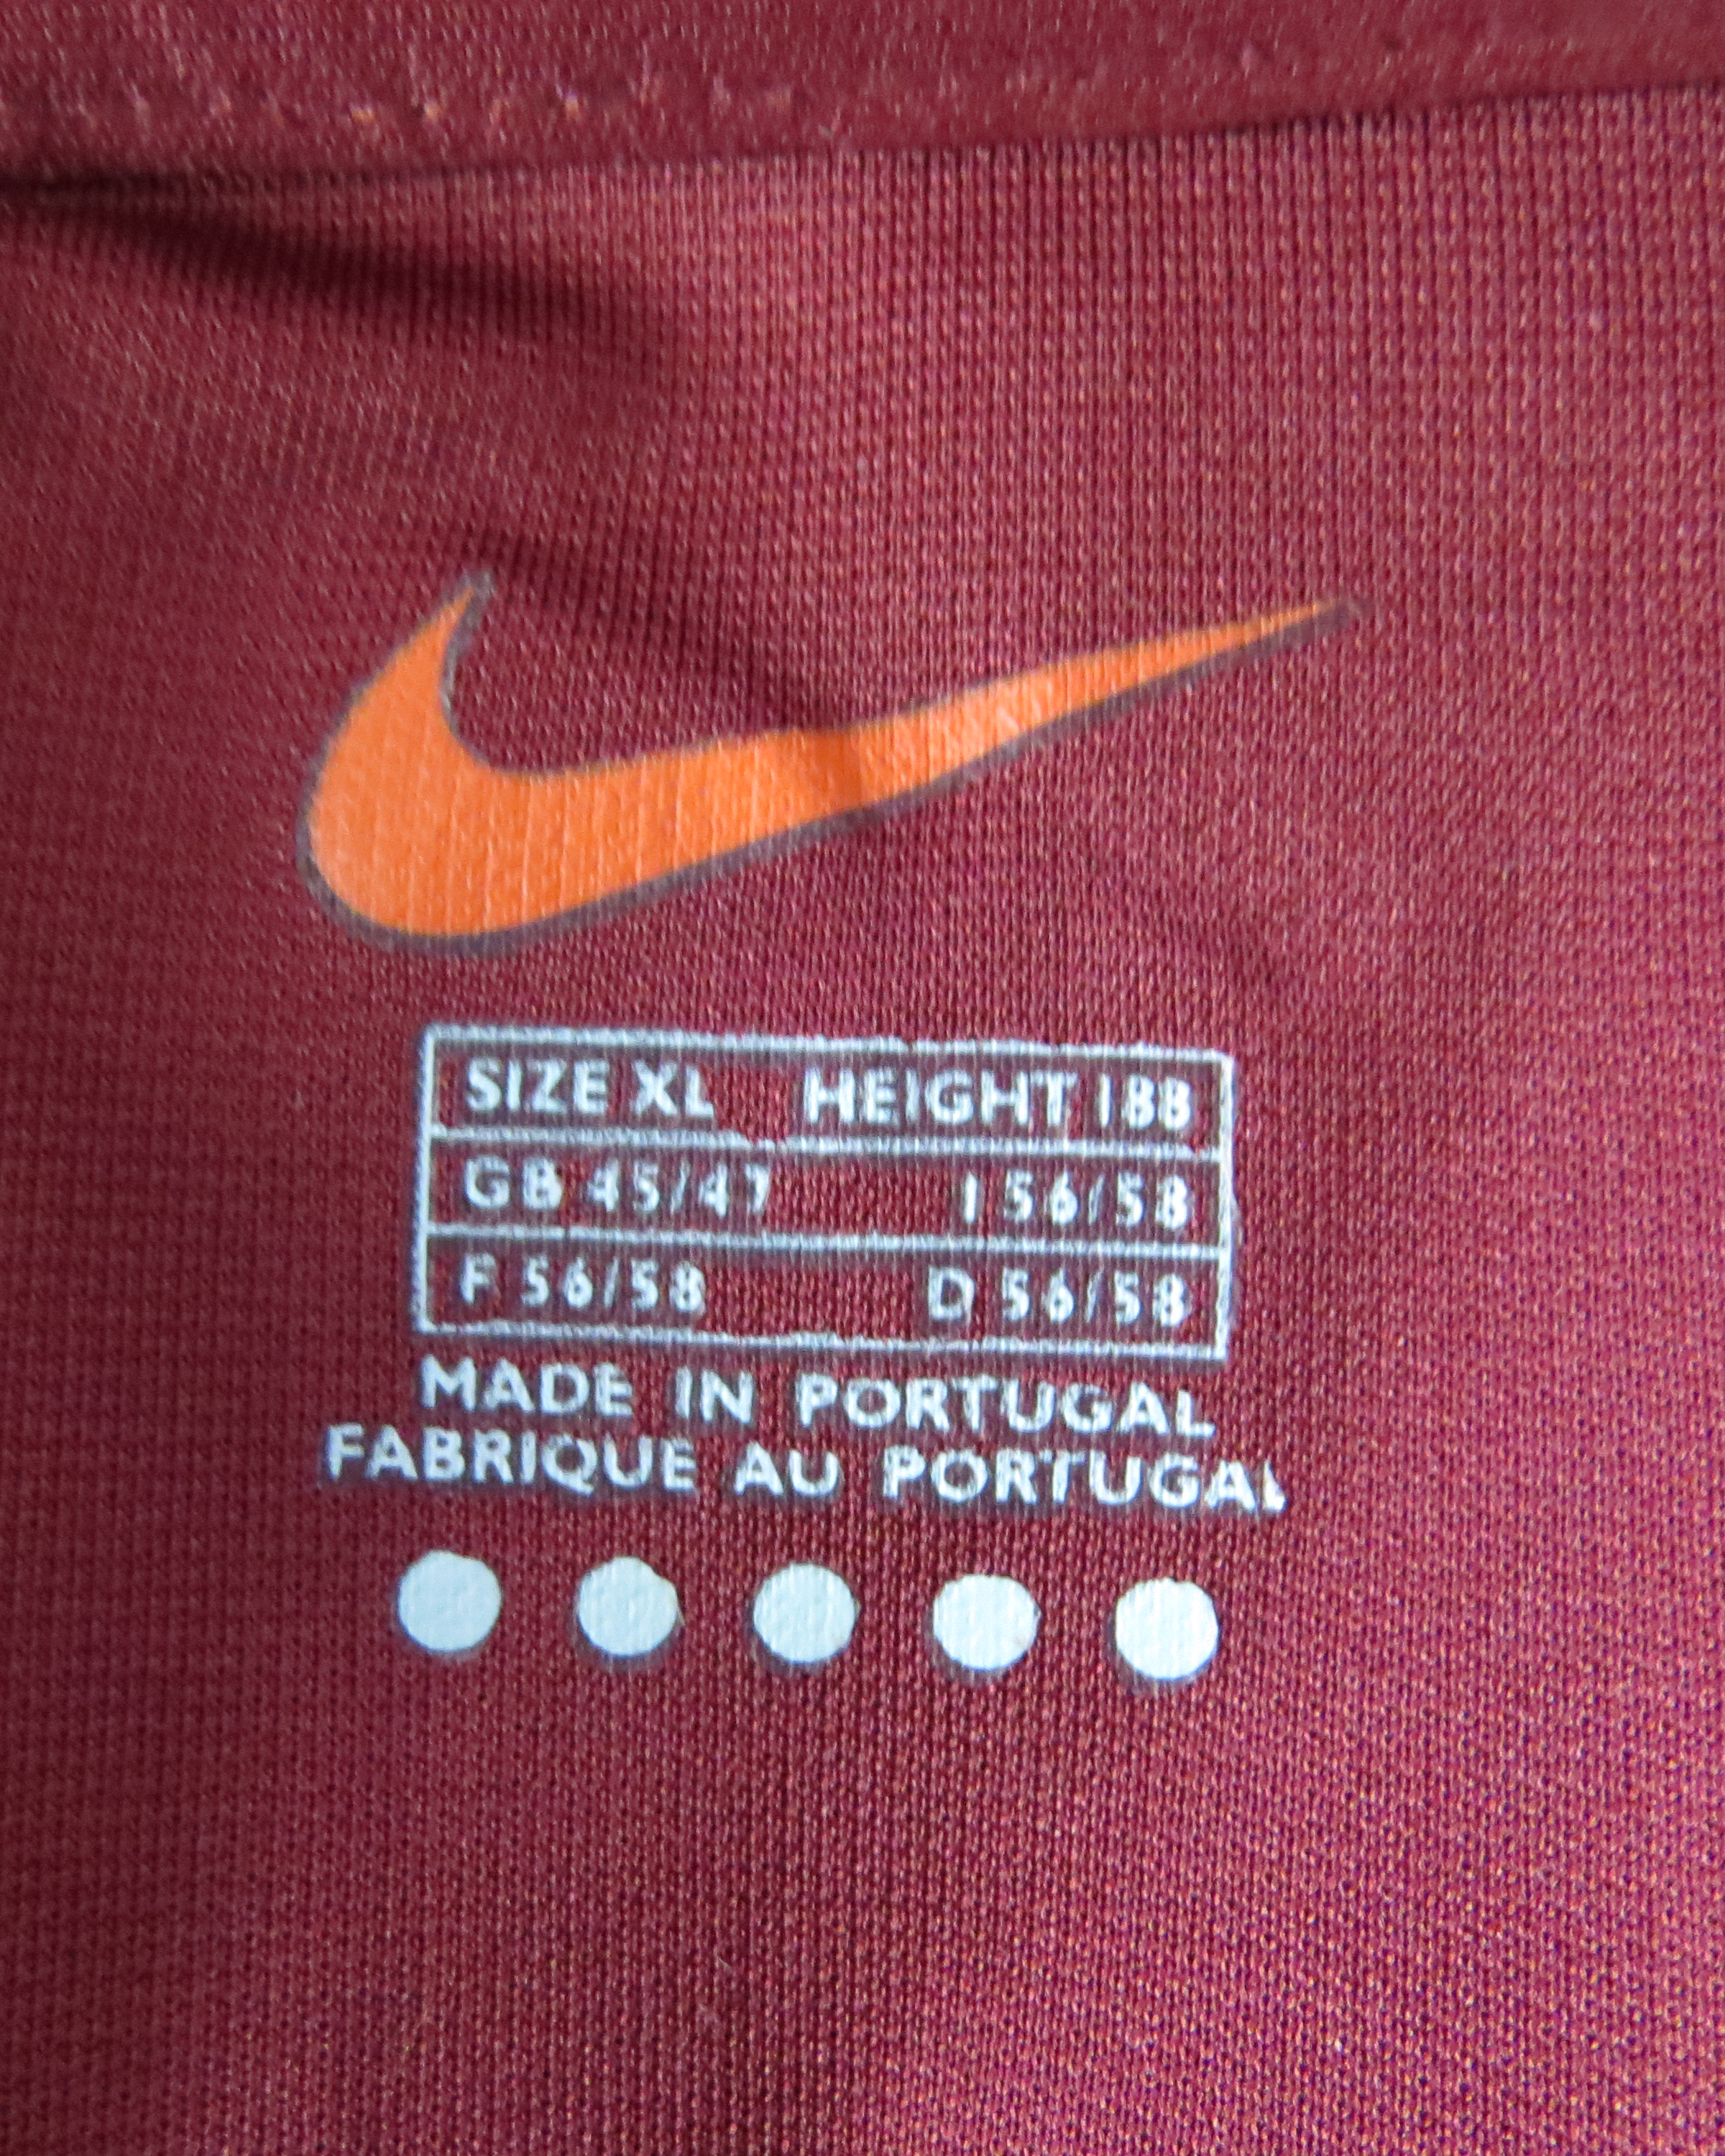 SIZE XL HEIGHT 188
GB 45/47 I 56/58
F 56/58 D 56/58
MADE IN PORTUGAL
FABRIQUE AU PORTUGAL